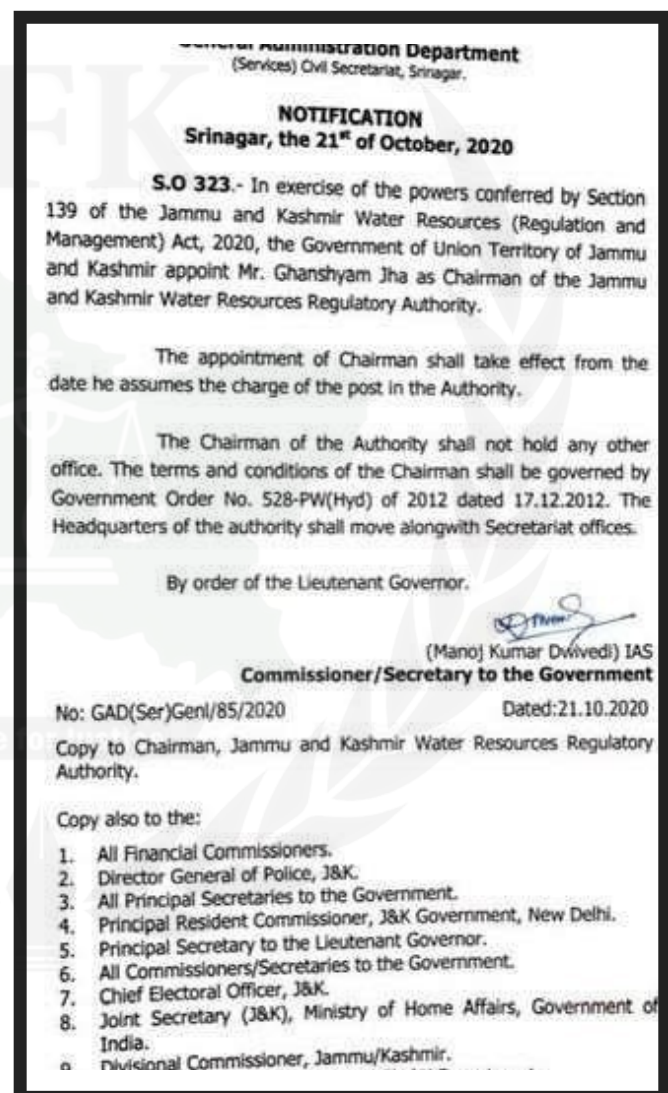 General Administration Department
(Services) Civil Secretariat, Srinagar.
NOTIFICATION
Srinagar, the 21st of October, 2020
S.O 323.- In exercise of the powers conferred by Section
139 of the Jammu and Kashmir Water Resources (Regulation and
Management) Act, 2020, the Government of Union Territory of Jammu
and Kashmir appoint Mr. Ghanshyam Jha as Chairman of the Jammu
and Kashmir Water Resources Regulatory Authority.
The appointment of Chairman shall take effect from the
date he assumes the charge of the post in the Authority.
The Chairman of the Authority shall not hold any other
office. The terms and conditions of the Chairman shall be governed by
Government Order No. 528-PW(Hyd) of 2012 dated 17.12.2012. The
Headquarters of the authority shall move alongwith Secretariat offices.
By order of the Lieutenant Governor.
(Manoj Kumar Dwivedi) IAS
Commissioner/Secretary to the Government
No: GAD(Ser)Genl/85/2020 Dated:21.10.2020
Copy to Chairman, Jammu and Kashmir Water Resources Regulatory
Authority.
Copy also to the:
1. All Financial Commissioners.
2. Director General of Police, J&K.
3. All Principal Secretaries to the Government.
4. Principal Resident Commissioner, J&K Government, New Delhi.
5. Principal Secretary to the Lieutenant Governor.
6. All Commissioners/Secretaries to the Government.
7. Chief Electoral Officer, J&K.
8. Joint Secretary (J&K), Ministry of Home Affairs, Government of
India.
9. Divisional Commissioner, Jammu/Kashmir.